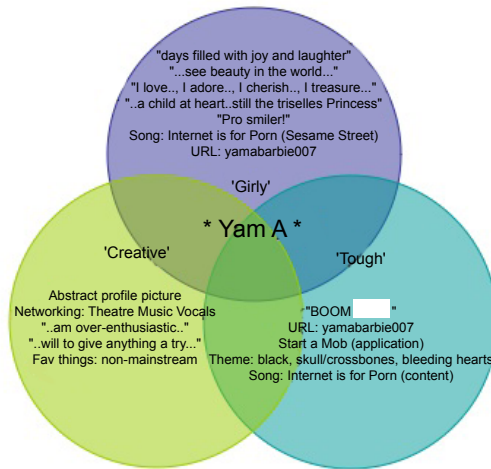 "days filled with joy and laughter"
"...see beauty in the world..."
"I love.., I adore.., I cherish.., I treasure..."
"..a child at heart..still the triselles Princess"
"Pro smiler!"
Song: Internet is for Porn (Sesame Street)
URL: yamabarbie007
'Girly'
* Yam A *
'Creative'
'Tough'
Abstract profile picture
Networking: Theatre Music Vocals
"..am over-enthusiastic.."
"..will to give anything a try..."
Fav things: non-mainstream
"BOOM "
URL: yamabarbie007
Start a Mob (application)
Theme: black, skull/crossbones, bleeding hearts
Song: Internet is for Porn (content)